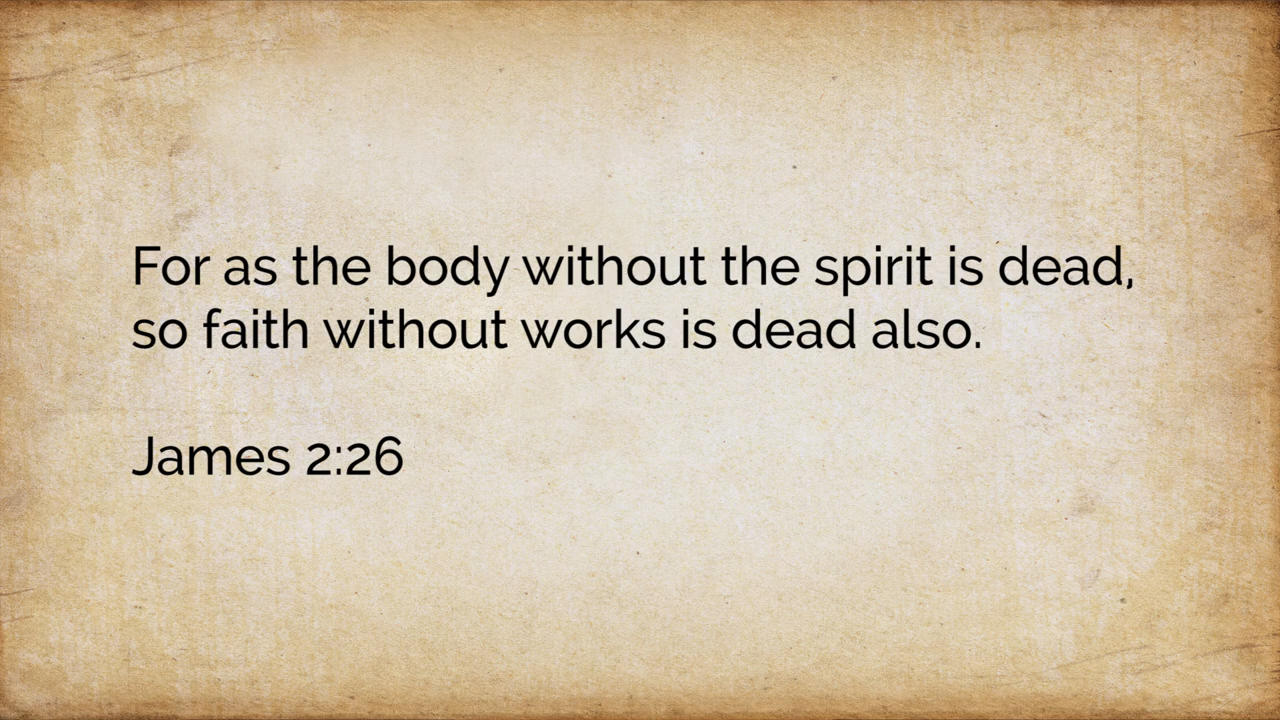 For as the body without the spirit is dead,
so faith without works is dead also.
James 2:26